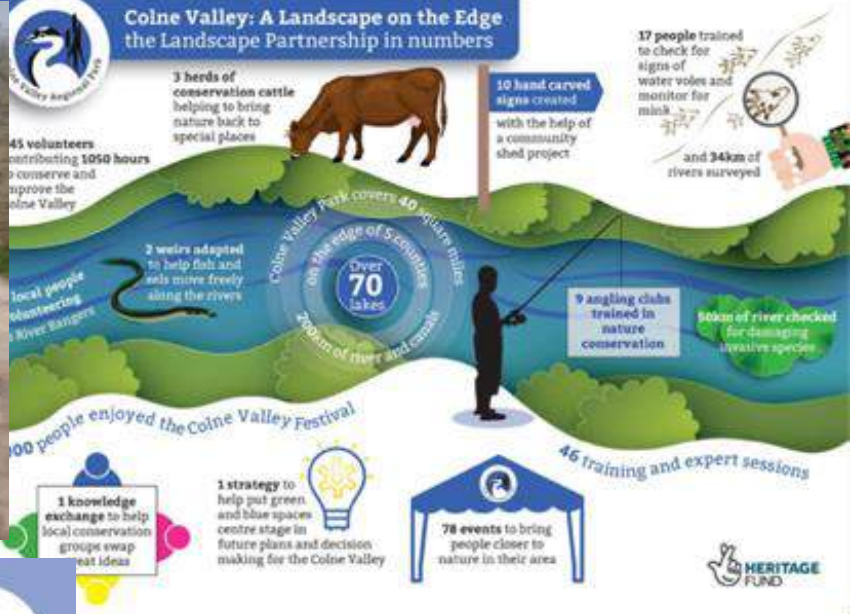 Colne Valley: A Landscape on the Edge
the Landscape Partnership in numbers
Valley Regional Park
3 herds of
conservation cattle
helping to bring
nature back to
special places
10 hand carved
signs created
with the help of
a community
shed project
17 people trained
to check for
signs of
water voles and
monitor for
mink
and 34km of
rivers surveyed
45 volunteers
contributing 1050 hours
conserve and
improve the
Colne Valley
2 weirs adapted
to help fish and
eels move freely
along the rivers
Colne Valley Park covers 40 square miles
on the edge of 5 counties
Over
70
lakes
200km of river and canals
local people
volunteering
River Rangers
9 angling clubs
trained in
nature
conservation
50km of river checked
for damaging
invasive species
00 people enjoyed the Colne Valley Festival
46 training and expert sessions
1 knowledge
exchange to help
local conservation
groups swap
great ideas
1 strategy to
help put green
and blue spaces
centre stage in
future plans and decision
making for the Colne Valley
78 events to bring
people closer to
nature in their area
HERITAGE
FUND